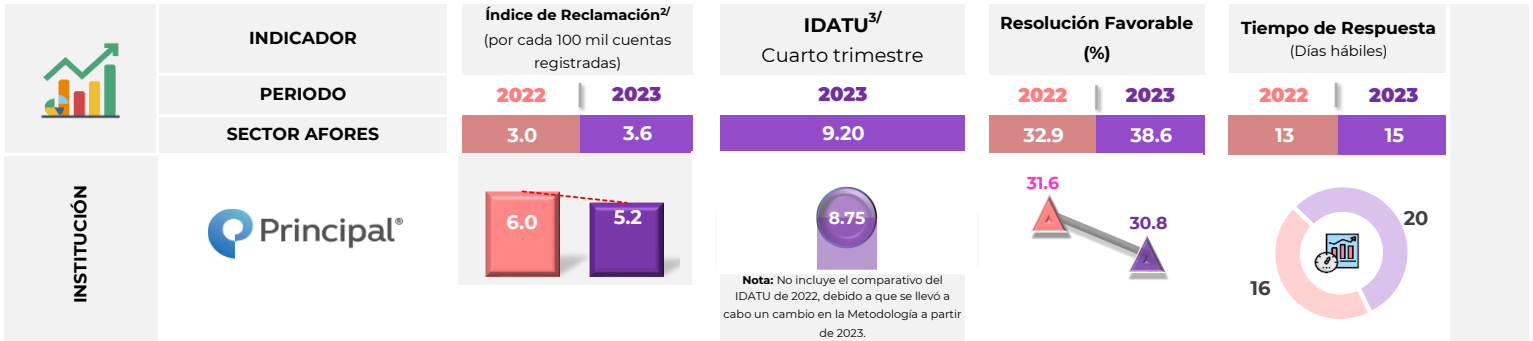 INDICADOR
Índice de Reclamación2/
(por cada 100 mil cuentas
registradas)
IDATU3/
Cuarto trimestre
Resolución Favorable
(%)
Tiempo de Respuesta
(Días hábiles)
PERIODO
2022 2023
2023
2022 2023
2022 2023
SECTOR AFORES
3.0 3.6
9.20
32.9 38.6
13 15
INSTITUCIÓN
Principal®
6.0 5.2
8.75
Nota: No incluye el comparativo del
IDATU de 2022, debido a que se llevó a
cabo un cambio en la Metodología a partir
de 2023.
31.6
30.8
20
16